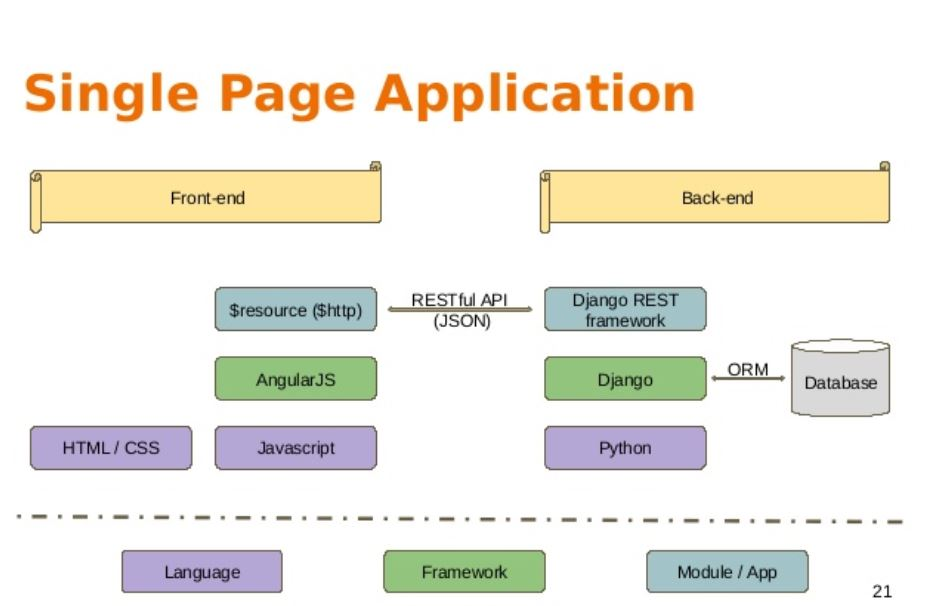 Single Page Application
Front-end
Back-end
$resource ($http)
RESTful API
(JSON)
Django REST
framework
AngularJS
Django
ORM
Database
HTML / CSS
Javascript
Python
Language
Framework
Module / App
21